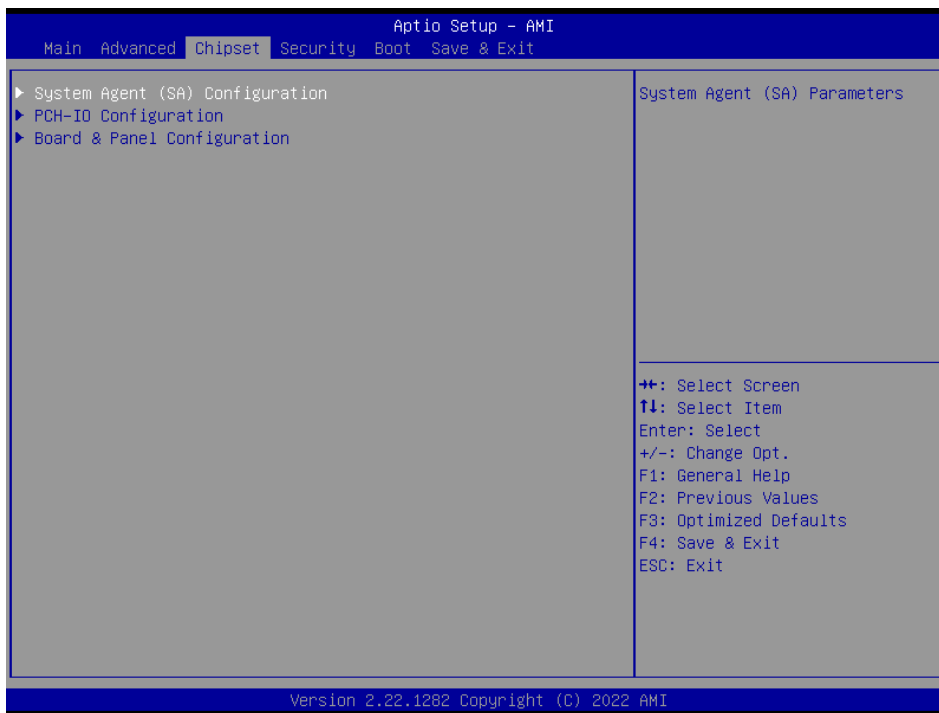 Aptio Setup – AMI
Main Advanced Chipset Security Boot Save & Exit
▶ System Agent (SA) Configuration
▶ PCH-IO Configuration
▶ Board & Panel Configuration
System Agent (SA) Parameters
→←: Select Screen
↑↓: Select Item
Enter: Select
+/-: Change Opt.
F1: General Help
F2: Previous Values
F3: Optimized Defaults
F4: Save & Exit
ESC: Exit
Version 2.22.1282 Copyright (C) 2022 AMI